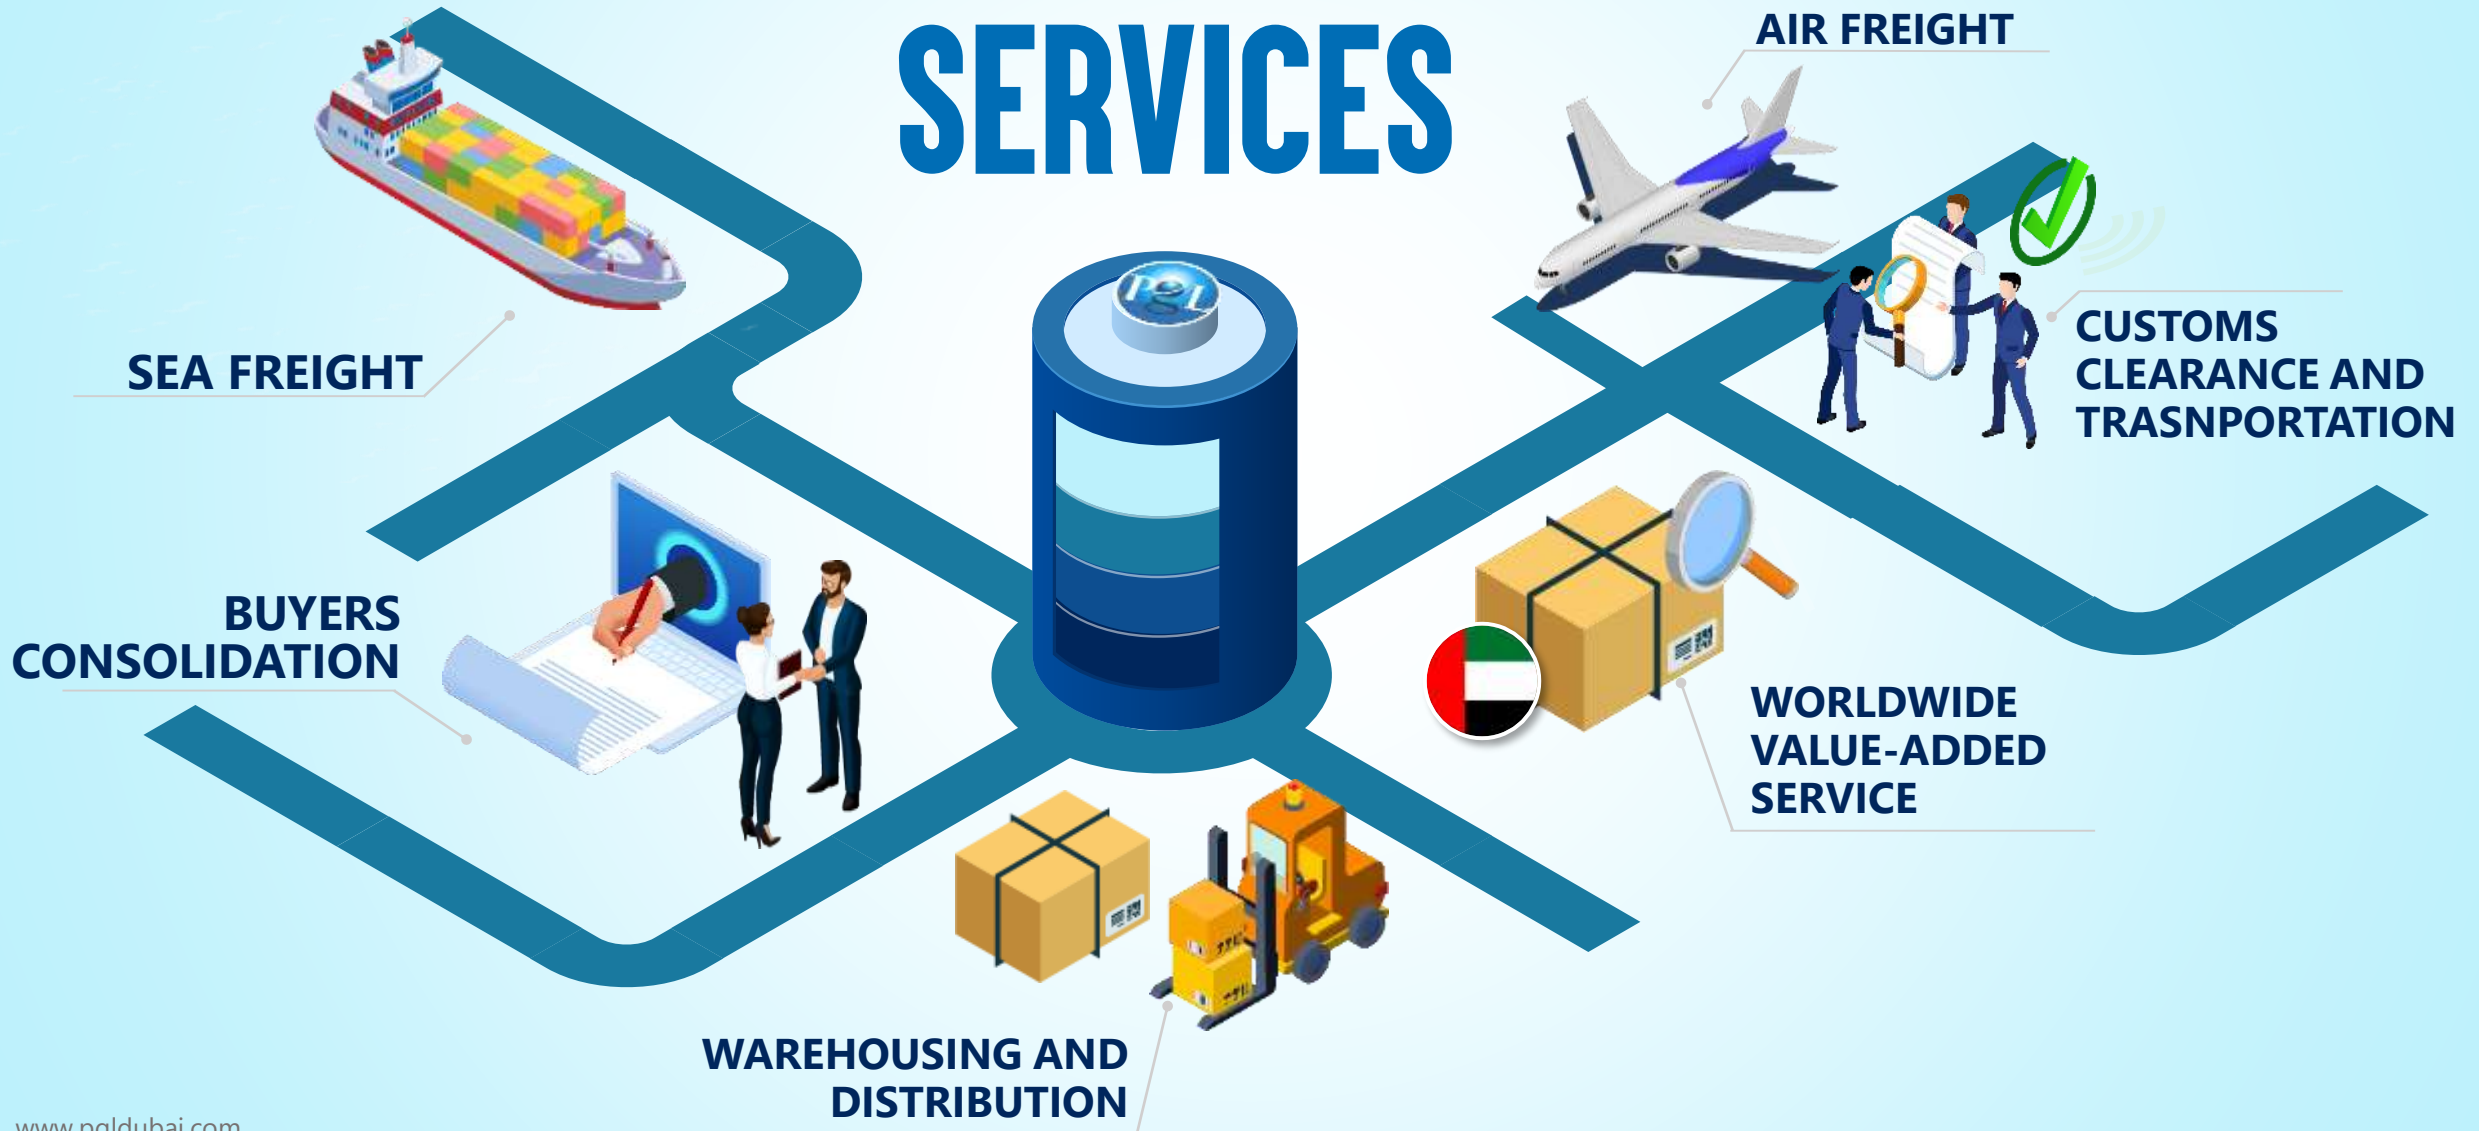 SERVICES
AIR FREIGHT
SEA FREIGHT
PGL
CUSTOMS
CLEARANCE AND
TRASNPORTATION
BUYERS
CONSOLIDATION
WORLDWIDE
VALUE-ADDED
SERVICE
WAREHOUSING AND
DISTRIBUTION
www.pgldubai.com